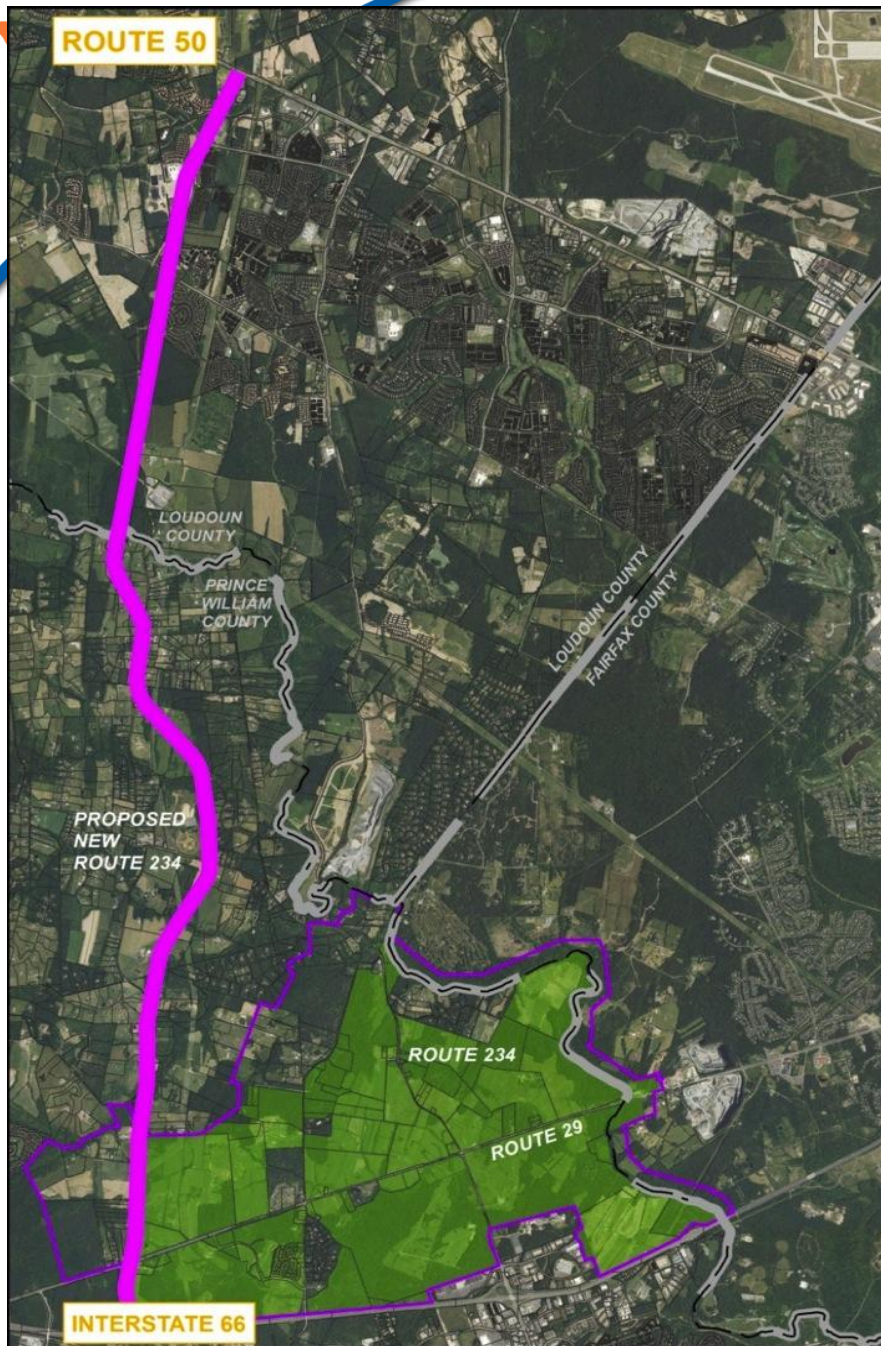 ROUTE 50
LOUDOUN
COUNTY
PRINCE
WILLIAM
COUNTY
LOUDOUN COUNTY
FAIRFAX COUNTY
PROPOSED
NEW
ROUTE 234
ROUTE 234
ROUTE 29
INTERSTATE 66